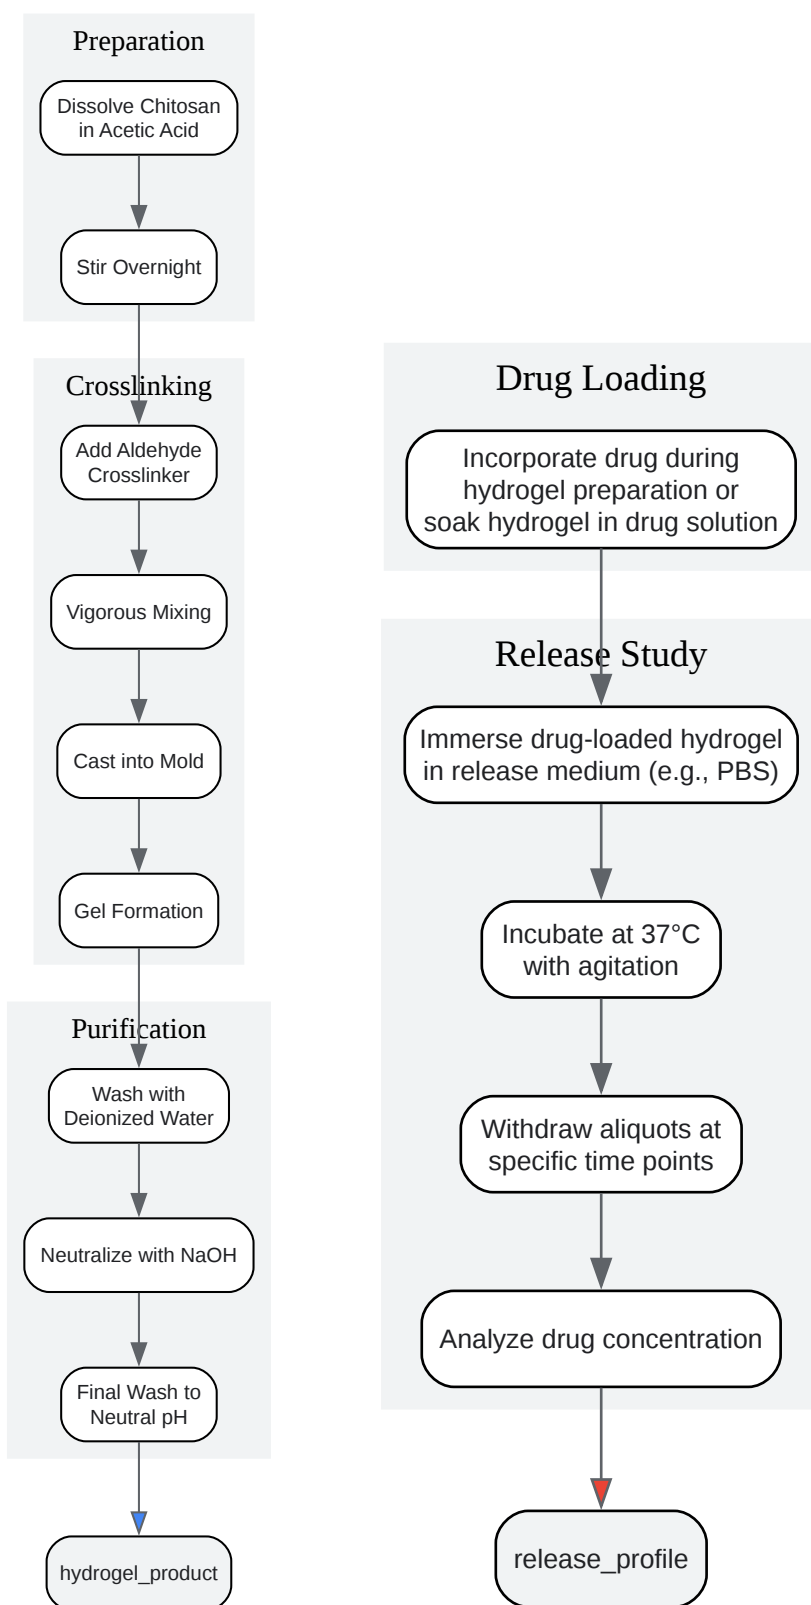 Preparation
Dissolve Chitosan
in Acetic Acid
Stir Overnight
Crosslinking
Add Aldehyde
Crosslinker
Vigorous Mixing
Cast into Mold
Gel Formation
Purification
Wash with
Deionized Water
Neutralize with NaOH
Final Wash to
Neutral pH
hydrogel_product
Drug Loading
Incorporate drug during
hydrogel preparation or
soak hydrogel in drug solution
Release Study
Immerse drug-loaded hydrogel
in release medium (e.g., PBS)
Incubate at 37°C
with agitation
Withdraw aliquots at
specific time points
Analyze drug concentration
release_profile